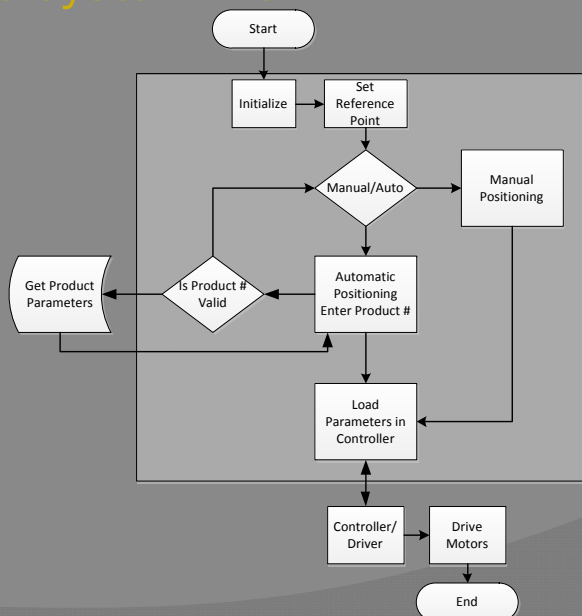 Start
Initialize
Set
Reference
Point
Manual/Auto
Manual
Positioning
Get Product
Parameters
Is Product #
Valid
Automatic
Positioning
Enter Product #
Load
Parameters in
Controller
Controller/
Driver
Drive
Motors
End